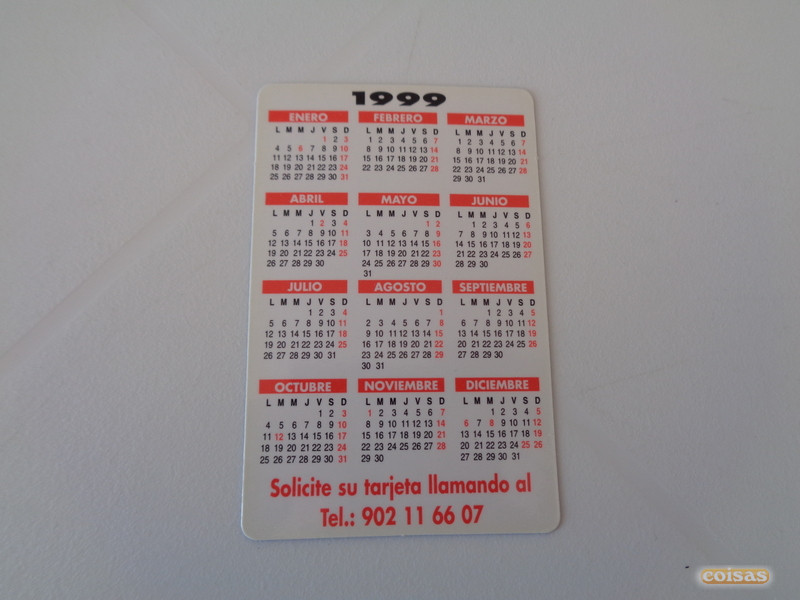 1999
ENERO FEBRERO MARZO
L M M J V S D L M M J V S D L M M J V S D
1 2 3 1 2 3 4 5 6 7 1 2 3 4 5 6 7
4 5 6 7 8 9 10 8 9 10 11 12 13 14 8 9 10 11 12 13 14
11 12 13 14 15 16 17 15 16 17 18 19 20 21 15 16 17 18 19 20 21
18 19 20 21 22 23 24 22 23 24 25 26 27 28 22 23 24 25 26 27 28
25 26 27 28 29 30 31 29 30 31
ABRIL MAYO JUNIO
L M M J V S D L M M J V S D L M M J V S D
1 2 3 4 1 2 1 2 3 4 5 6
5 6 7 8 9 10 11 3 4 5 6 7 8 9 7 8 9 10 11 12 13
12 13 14 15 16 17 18 10 11 12 13 14 15 16 14 15 16 17 18 19 20
19 20 21 22 23 24 25 17 18 19 20 21 22 23 21 22 23 24 25 26 27
26 27 28 29 30 24 25 26 27 28 29 30 28 29 30
31
JULIO AGOSTO SEPTIEMBRE
L M M J V S D L M M J V S D L M M J V S D
1 2 3 4 1 1 2 3 4 5
5 6 7 8 9 10 11 2 3 4 5 6 7 8 6 7 8 9 10 11 12
12 13 14 15 16 17 18 9 10 11 12 13 14 15 13 14 15 16 17 18 19
19 20 21 22 23 24 25 16 17 18 19 20 21 22 20 21 22 23 24 25 26
26 27 28 29 30 31 23 24 25 26 27 28 29 27 28 29 30
30 31
OCTUBRE NOVIEMBRE DICIEMBRE
L M M J V S D L M M J V S D L M M J V S D
1 2 3 1 2 3 4 5 6 7 1 2 3 4 5
4 5 6 7 8 9 10 8 9 10 11 12 13 14 6 7 8 9 10 11 12
11 12 13 14 15 16 17 15 16 17 18 19 20 21 13 14 15 16 17 18 19
18 19 20 21 22 23 24 22 23 24 25 26 27 28 20 21 22 23 24 25 26
25 26 27 28 29 30 31 29 30 27 28 29 30 31
Solicite su tarjeta llamando al
Tel.: 902 11 66 07
coisas